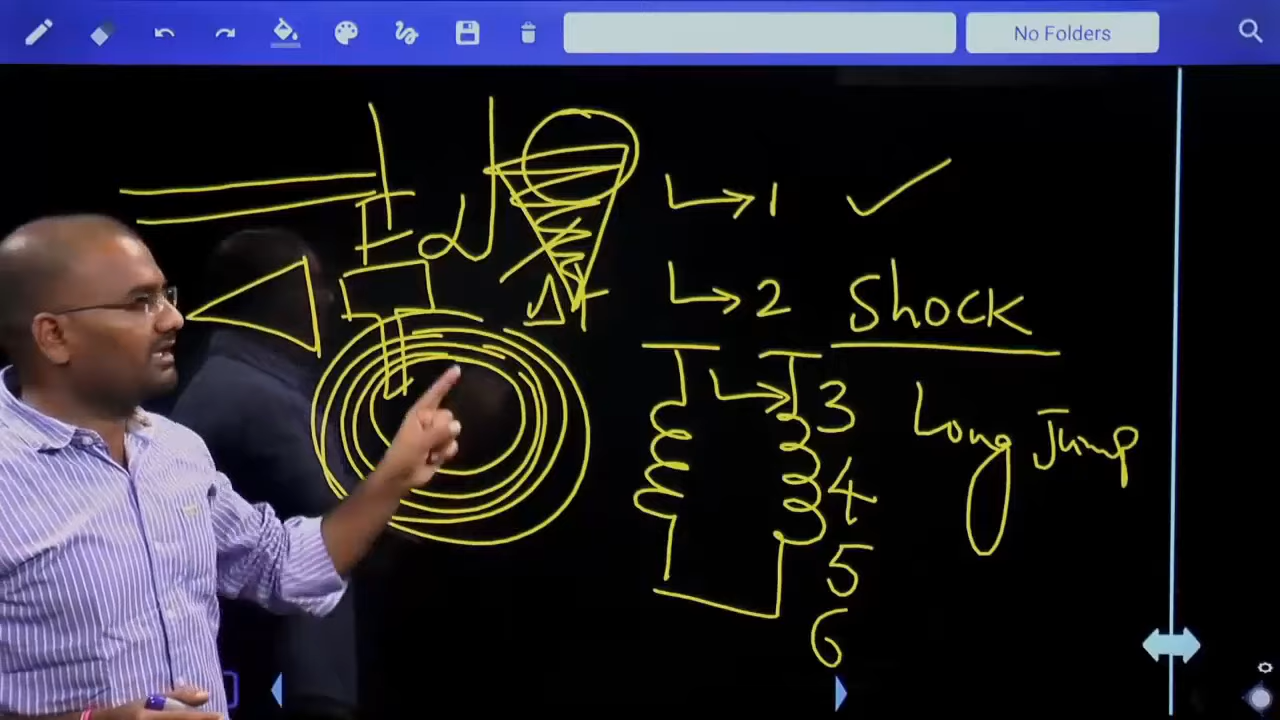 No Folders
↳ 1 ✓
↳ 2 Shock
↳ 3 Long Jump
4
5
6